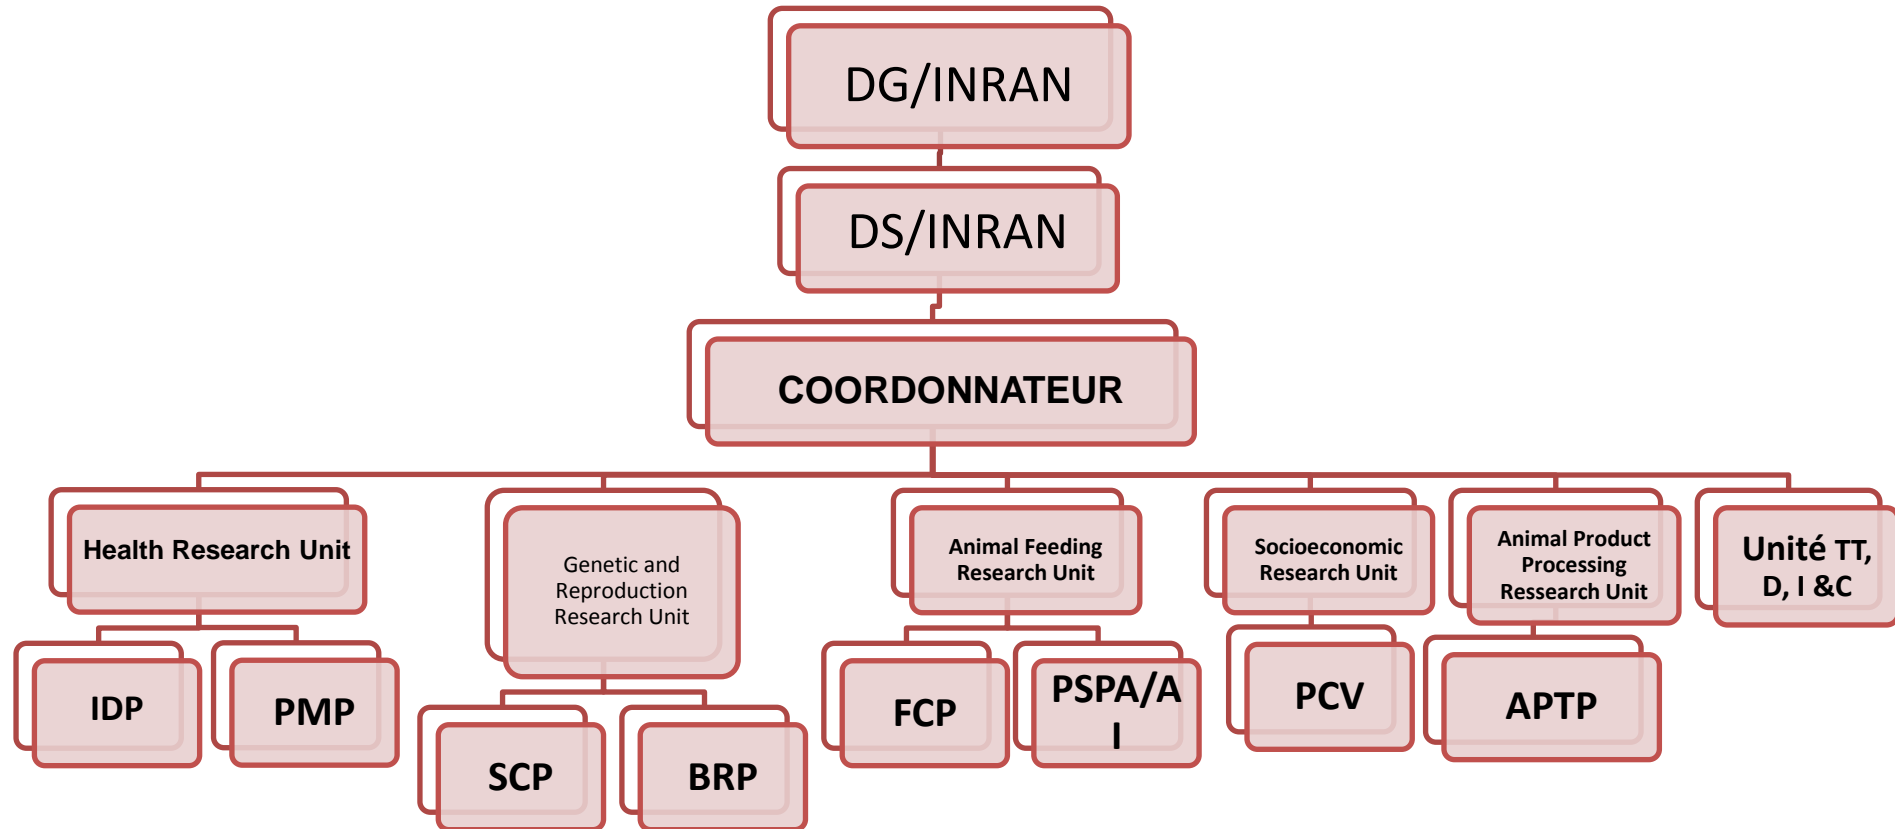 DG/INRAN
DS/INRAN
COORDONNATEUR
Health Research Unit
Genetic and
Reproduction
Research Unit
Animal Feeding
Research Unit
Socioeconomic
Research Unit
Animal Product
Processing
Ressearch Unit
Unité TT,
D, I &C
IDP
PMP
SCP
BRP
FCP
PSPA/A
I
PCV
APTP